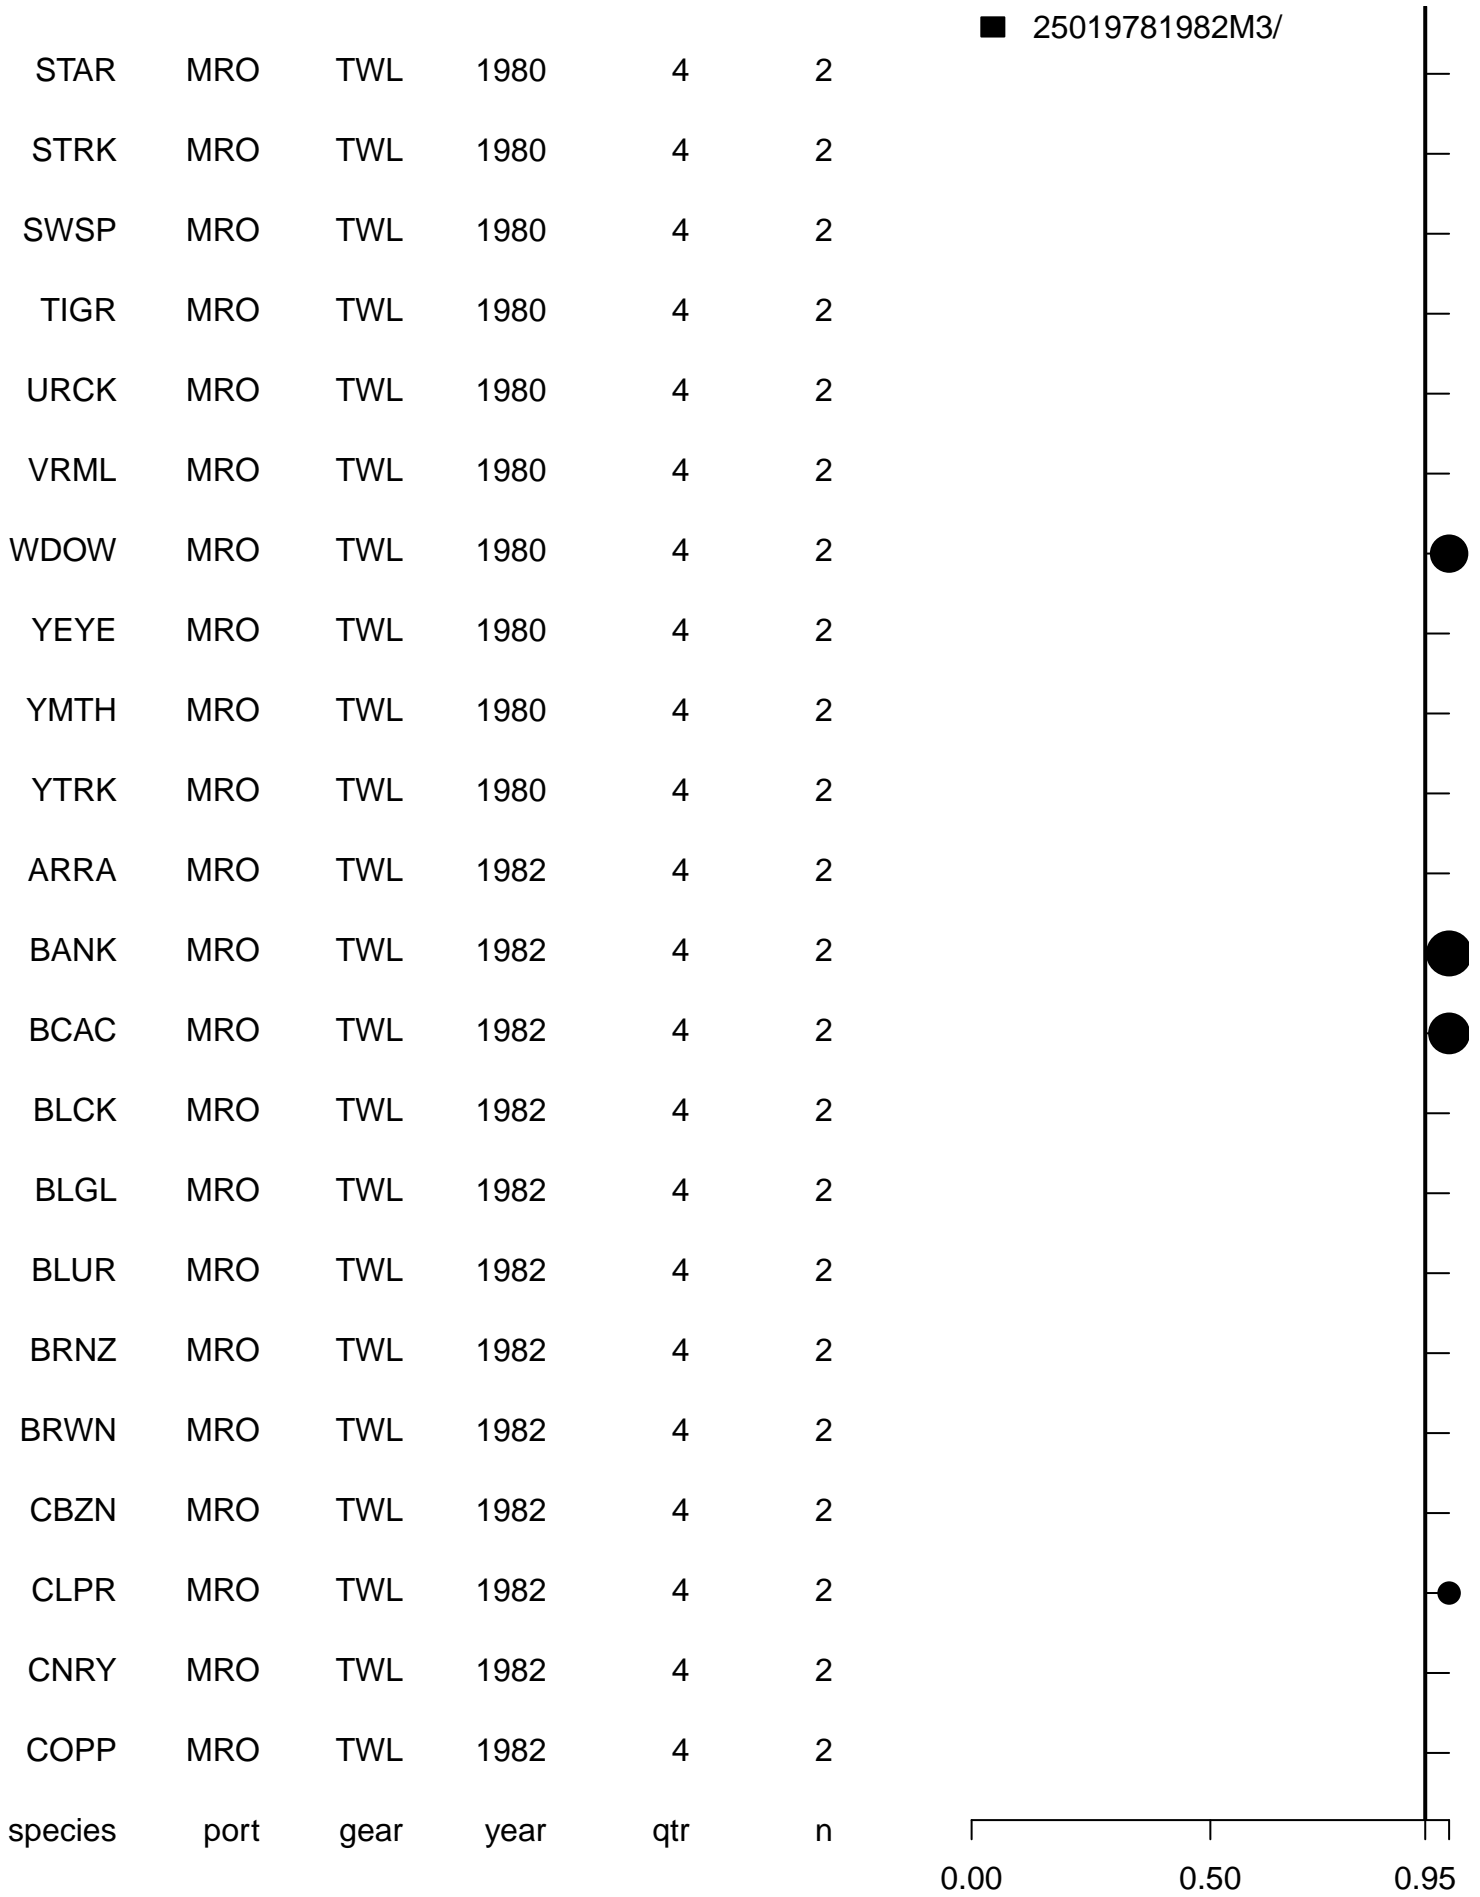 25019781982M3/
STAR MRO TWL 1980 4 2
STRK MRO TWL 1980 4 2
SWSP MRO TWL 1980 4 2
TIGR MRO TWL 1980 4 2
URCK MRO TWL 1980 4 2
VRML MRO TWL 1980 4 2
WDOW MRO TWL 1980 4 2
YEYE MRO TWL 1980 4 2
YMTH MRO TWL 1980 4 2
YTRK MRO TWL 1980 4 2
ARRA MRO TWL 1982 4 2
BANK MRO TWL 1982 4 2
BCAC MRO TWL 1982 4 2
BLCK MRO TWL 1982 4 2
BLGL MRO TWL 1982 4 2
BLUR MRO TWL 1982 4 2
BRNZ MRO TWL 1982 4 2
BRWN MRO TWL 1982 4 2
CBZN MRO TWL 1982 4 2
CLPR MRO TWL 1982 4 2
CNRY MRO TWL 1982 4 2
COPP MRO TWL 1982 4 2
species port gear year qtr n
0.00 0.50 0.95